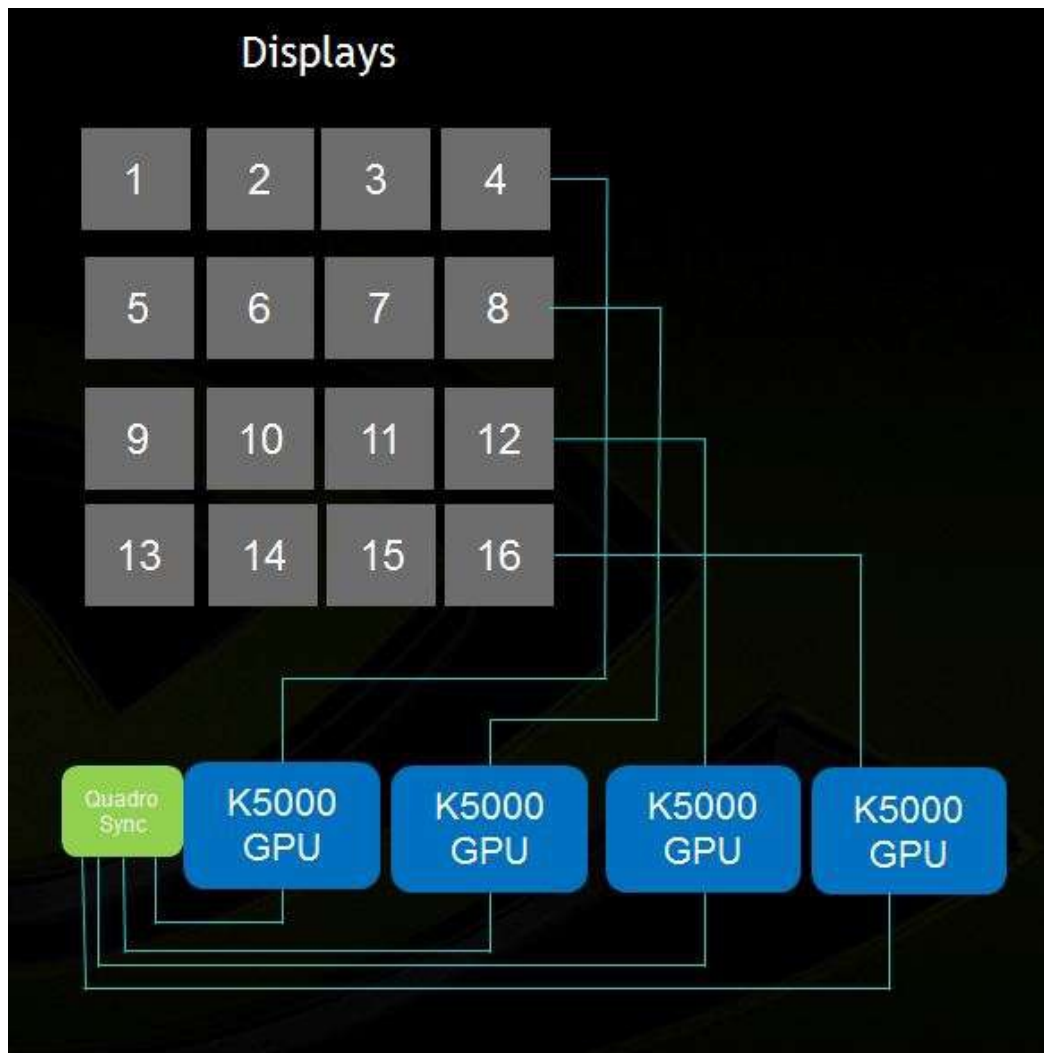 Displays
1 2 3 4
5 6 7 8
9 10 11 12
13 14 15 16
Quadro
Sync
K5000
GPU
K5000
GPU
K5000
GPU
K5000
GPU